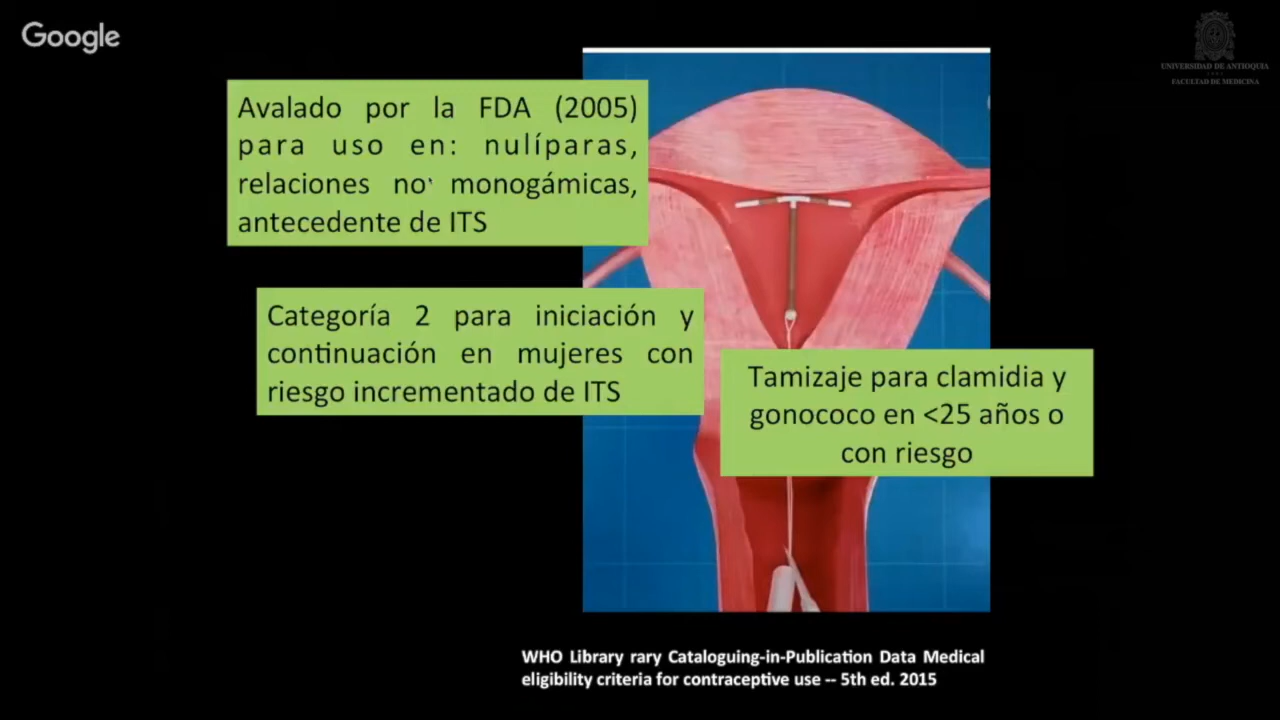 Google
UNIVERSIDAD DE ANTIOQUIA
1803
FACULTAD DE MEDICINA
Avalado por la FDA (2005)
para uso en: nulíparas,
relaciones no monogámicas,
antecedente de ITS
Categoría 2 para iniciación y
continuación en mujeres con
riesgo incrementado de ITS
Tamizaje para clamidia y
gonococo en <25 años o
con riesgo
WHO Library rary Cataloguing-in-Publication Data Medical
eligibility criteria for contraceptive use -- 5th ed. 2015